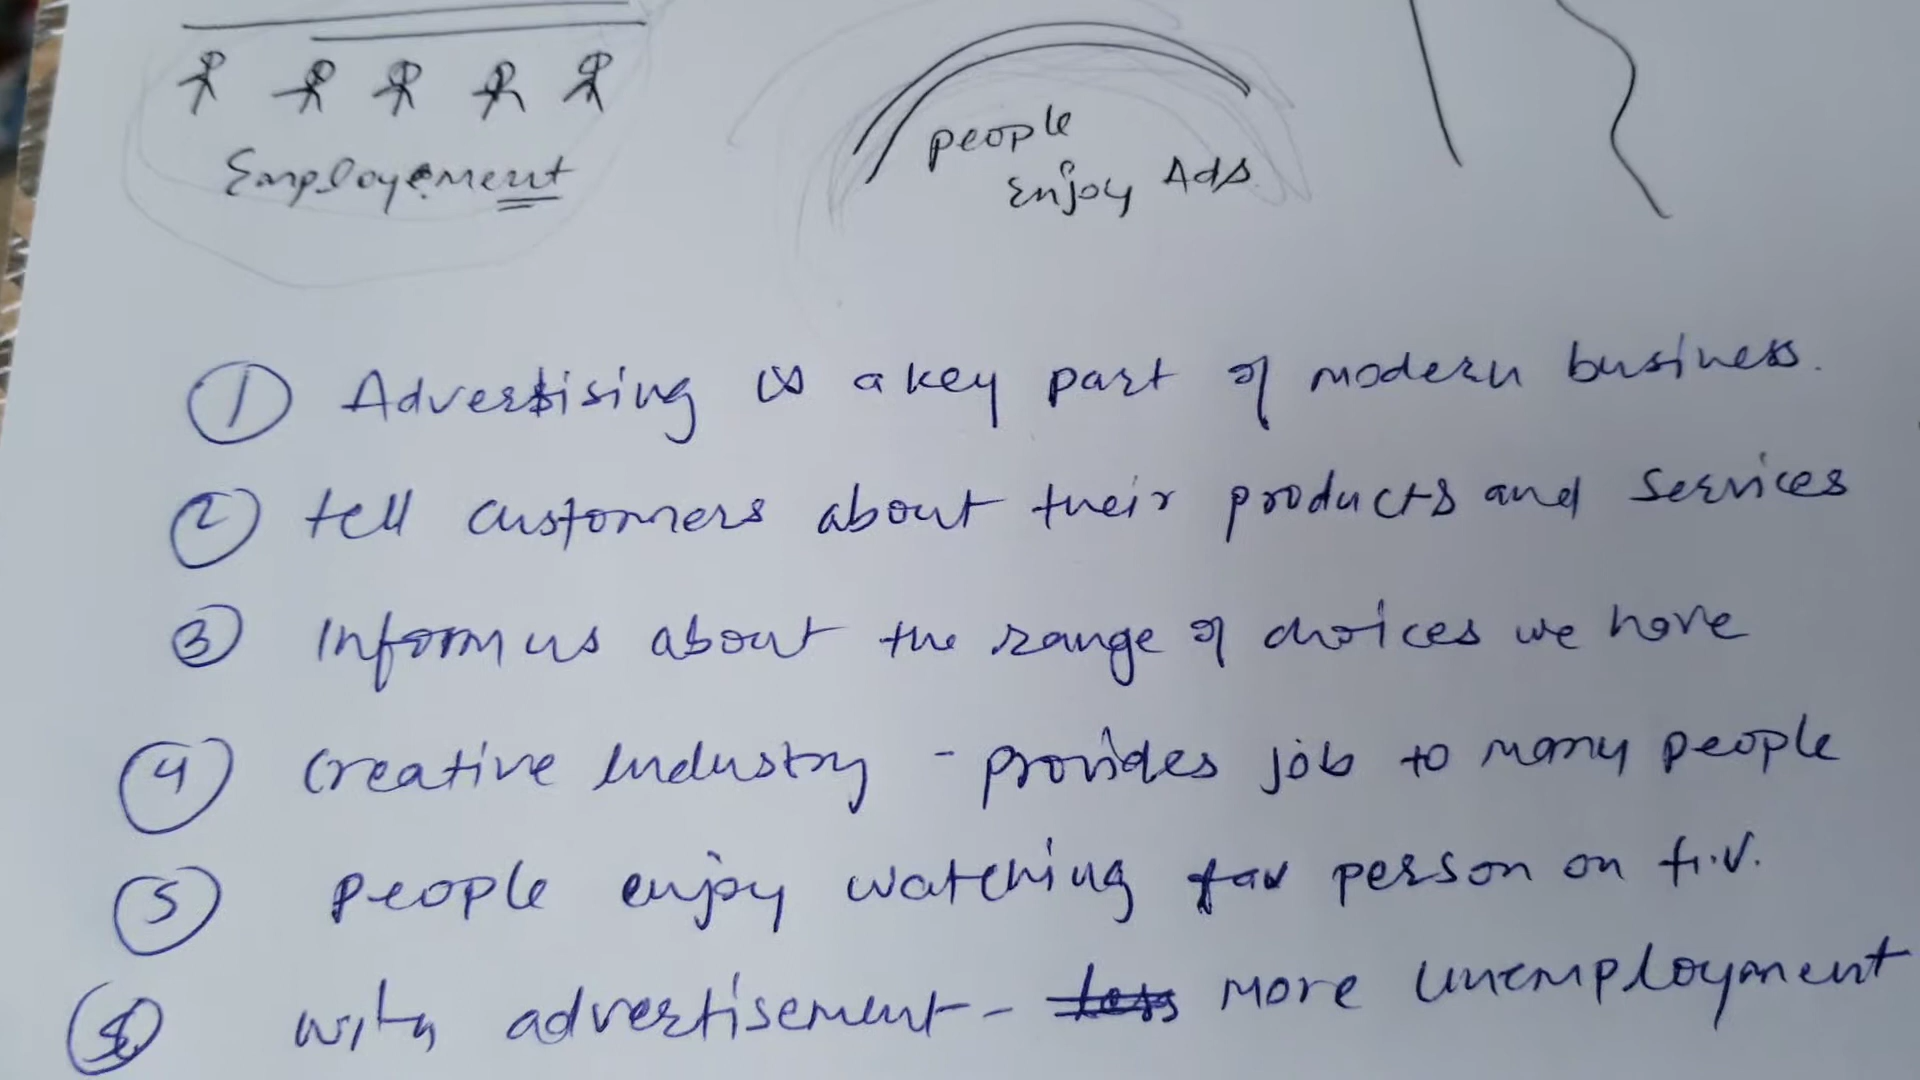 Employement
people
Enjoy Ads
① Advertising is a key part of modern business.
② tell customers about their products and services
③ Inform us about the range of choices we have
④ Creative Industry - provides job to many people
⑤ people enjoy watching fav person on t.v.
with advertisement - less more unemployment